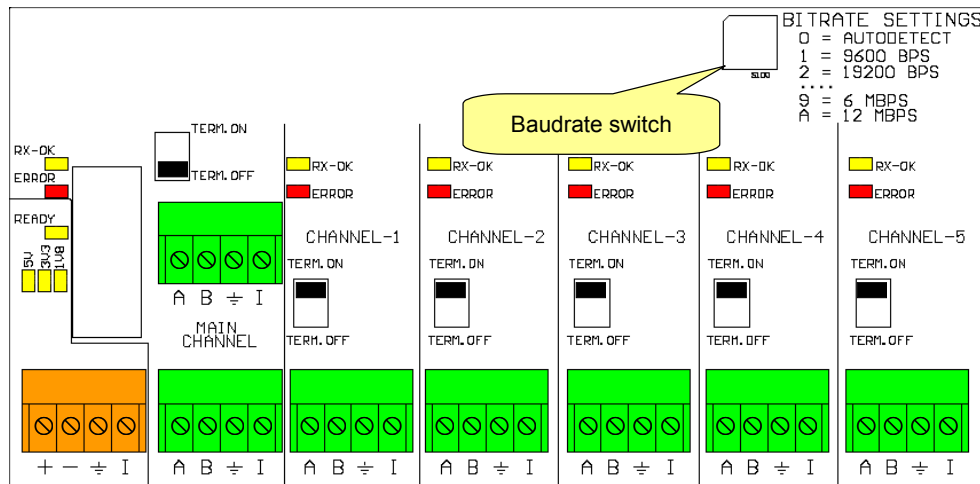 BITRATE SETTINGS
0 = AUTODETECT
1 = 9600 BPS
2 = 19200 BPS
....
9 = 6 MBPS
A = 12 MBPS
Baudrate switch
TERM.ON
TERM.OFF
RX-OK
ERROR
READY
5V
3V3
1V8
A B I
MAIN
CHANNEL
RX-OK
ERROR
CHANNEL-1
TERM.ON
TERM.OFF
RX-OK
ERROR
CHANNEL-2
TERM.ON
TERM.OFF
RX-OK
ERROR
CHANNEL-3
TERM.ON
TERM.OFF
RX-OK
ERROR
CHANNEL-4
TERM.ON
TERM.OFF
RX-OK
ERROR
CHANNEL-5
TERM.ON
TERM.OFF
+ − ⏚ I
A B ⏚ I
A B ⏚ I
A B ⏚ I
A B ⏚ I
A B ⏚ I
A B ⏚ I